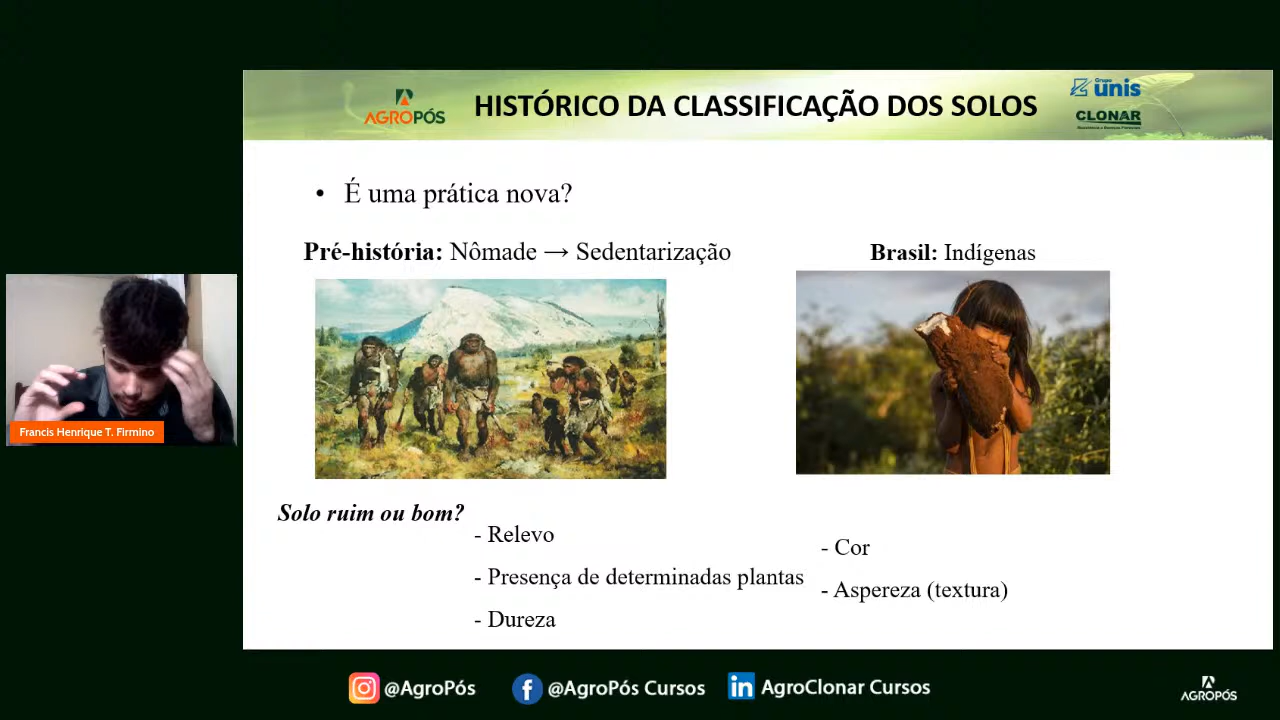 AGROPÓS
HISTÓRICO DA CLASSIFICAÇÃO DOS SOLOS
Grupo
Unis
CLONAR
• É uma prática nova?
Pré-história: Nômade → Sedentarização
Brasil: Indígenas
Francis Henrique T. Firmino
Solo ruim ou bom?
- Relevo
- Presença de determinadas plantas
- Dureza
- Cor
- Aspereza (textura)
@AgroPós
@AgroPós Cursos
AgroClonar Cursos
AGROPÓS